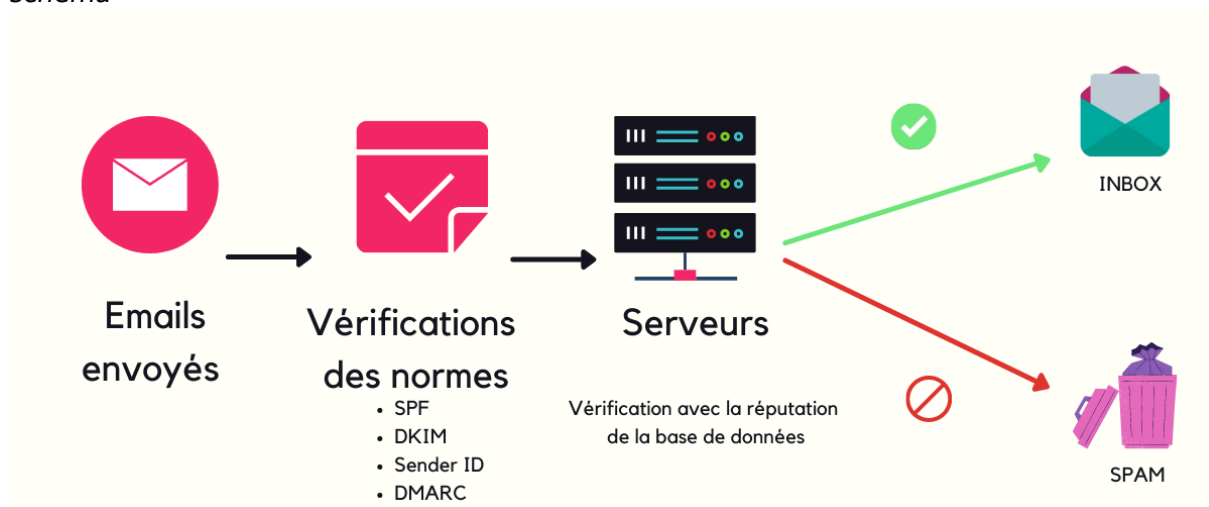 Emails
envoyés
Vérifications
des normes
• SPF
• DKIM
• Sender ID
• DMARC
Serveurs
Vérification avec la réputation
de la base de données
INBOX
SPAM